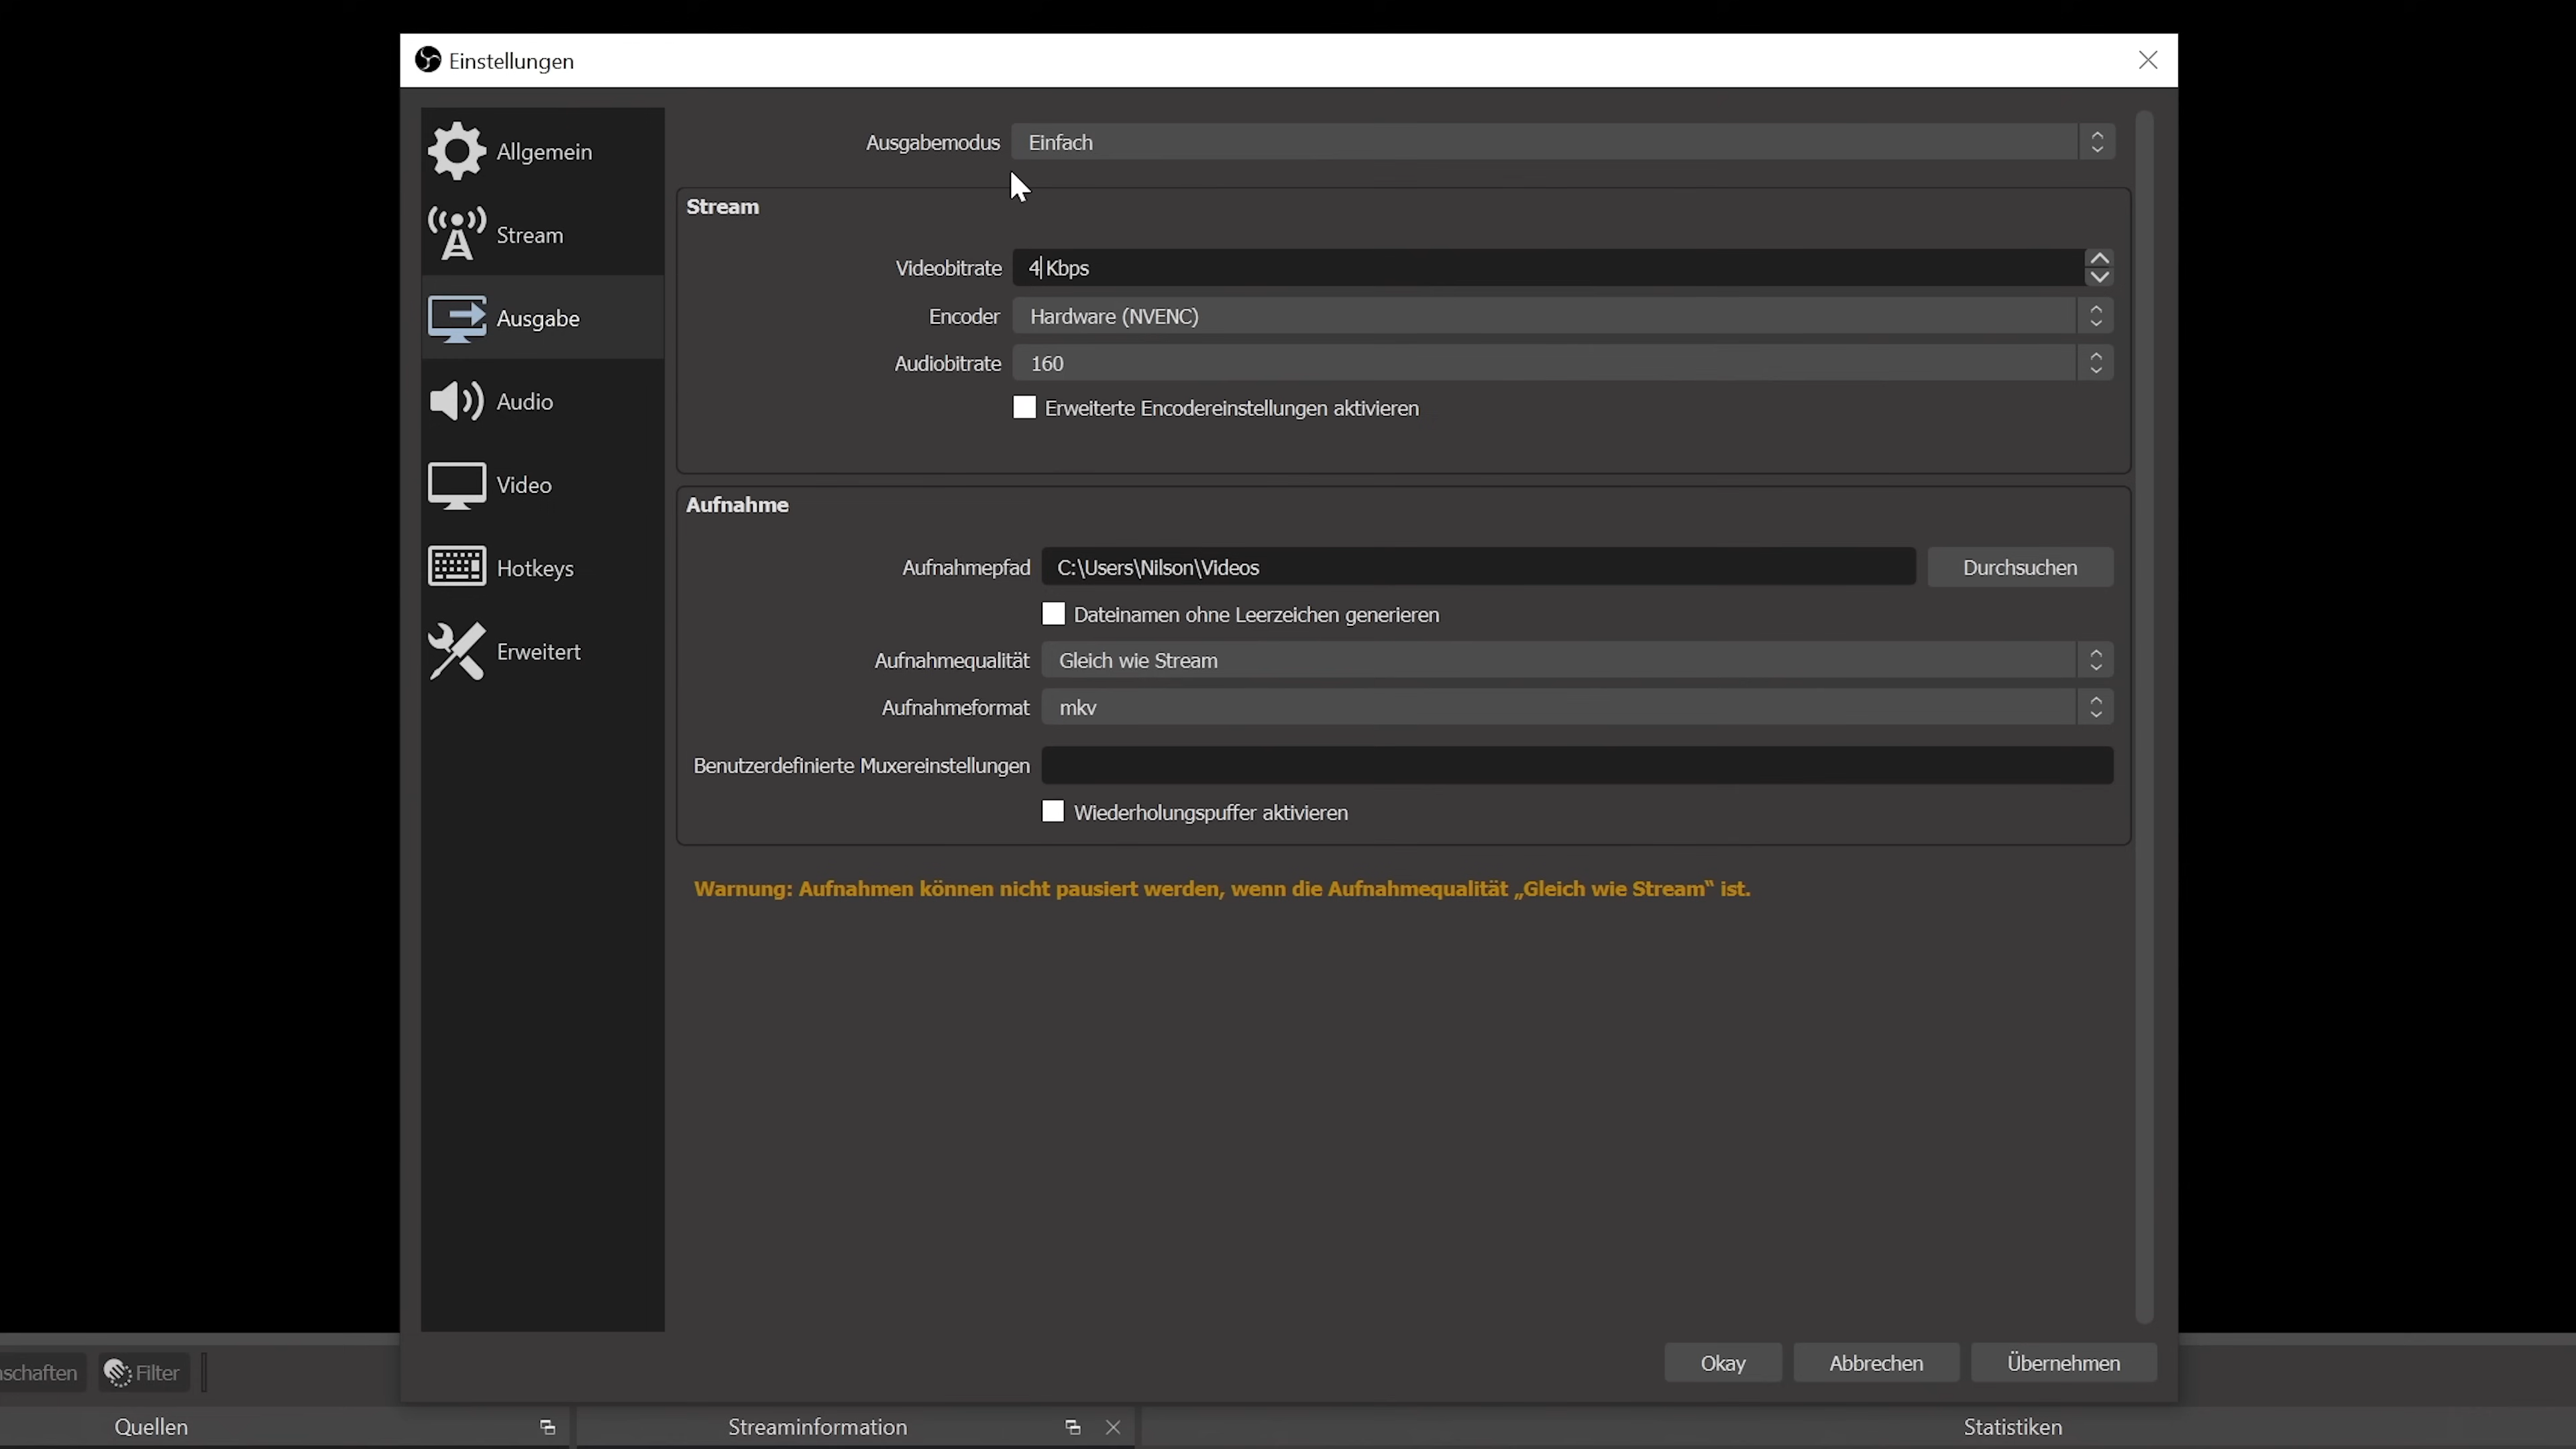 Einstellungen
Allgemein
Stream
Ausgabe
Audio
Video
Hotkeys
Erweitert
Ausgabemodus Einfach
Stream
Videobitrate 4 Kbps
Encoder Hardware (NVENC)
Audiobitrate 160
Erweiterte Encodereinstellungen aktivieren
Aufnahme
Aufnahmepfad C:\Users\Nilson\Videos Durchsuchen
Dateinamen ohne Leerzeichen generieren
Aufnahmequalität Gleich wie Stream
Aufnahmeformat mkv
Benutzerdefinierte Muxereinstellungen
Wiederholungspuffer aktivieren
Warnung: Aufnahmen können nicht pausiert werden, wenn die Aufnahmequalität „Gleich wie Stream“ ist.
Okay Abbrechen Übernehmen
schaften Filter
Quellen Streaminformation Statistiken